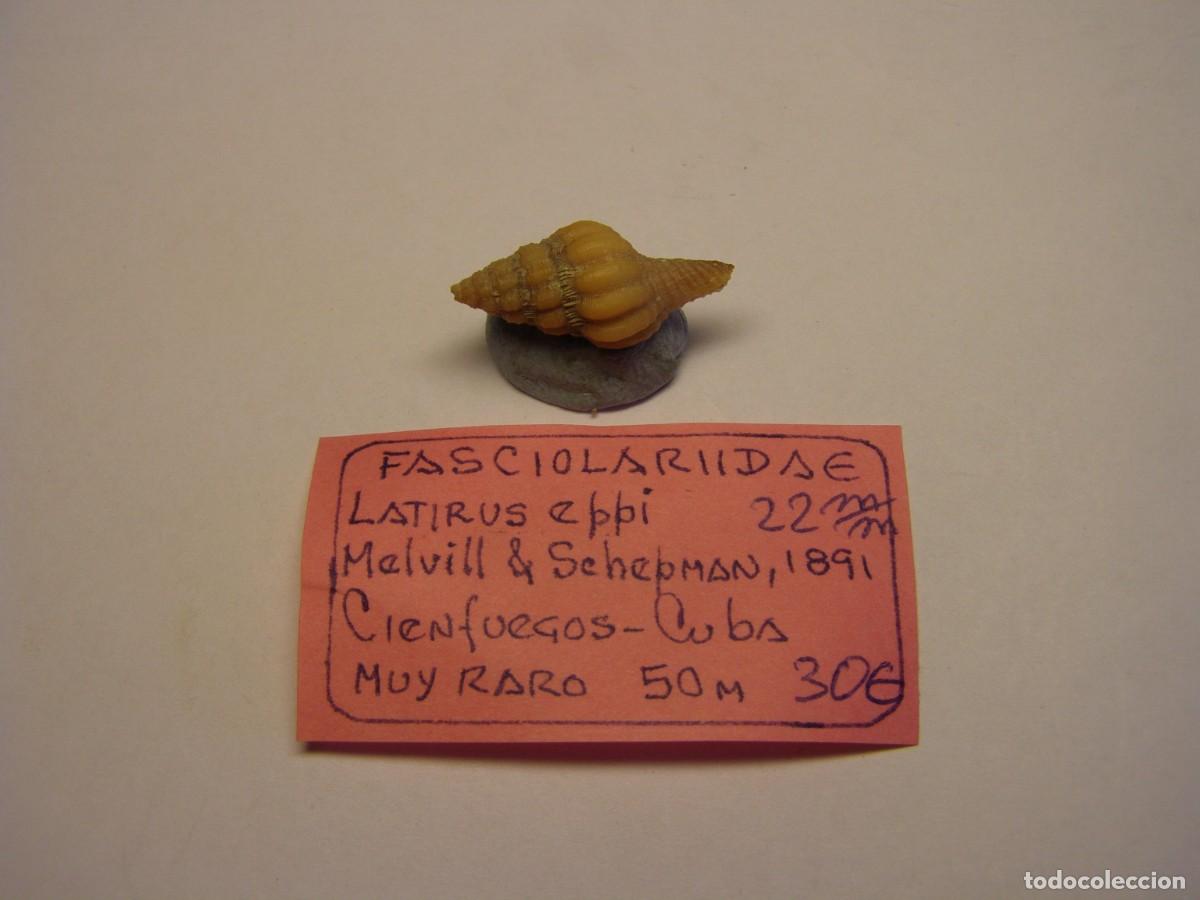 FASCIOLARIIDAE
LATIRUS eppi 22 m/m
Melvill & Schepman, 1891
Cienfuegos - Cuba
MUY RARO 50 M 30€
todocoleccion